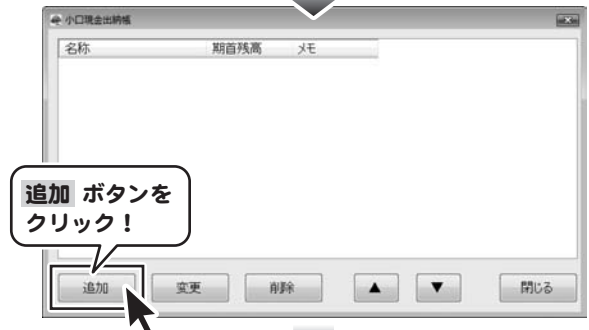 小口現金出納帳
名称 期首残高 メモ
追加 ボタンを
クリック！
追加 変更 削除 ▲ ▼ 閉じる